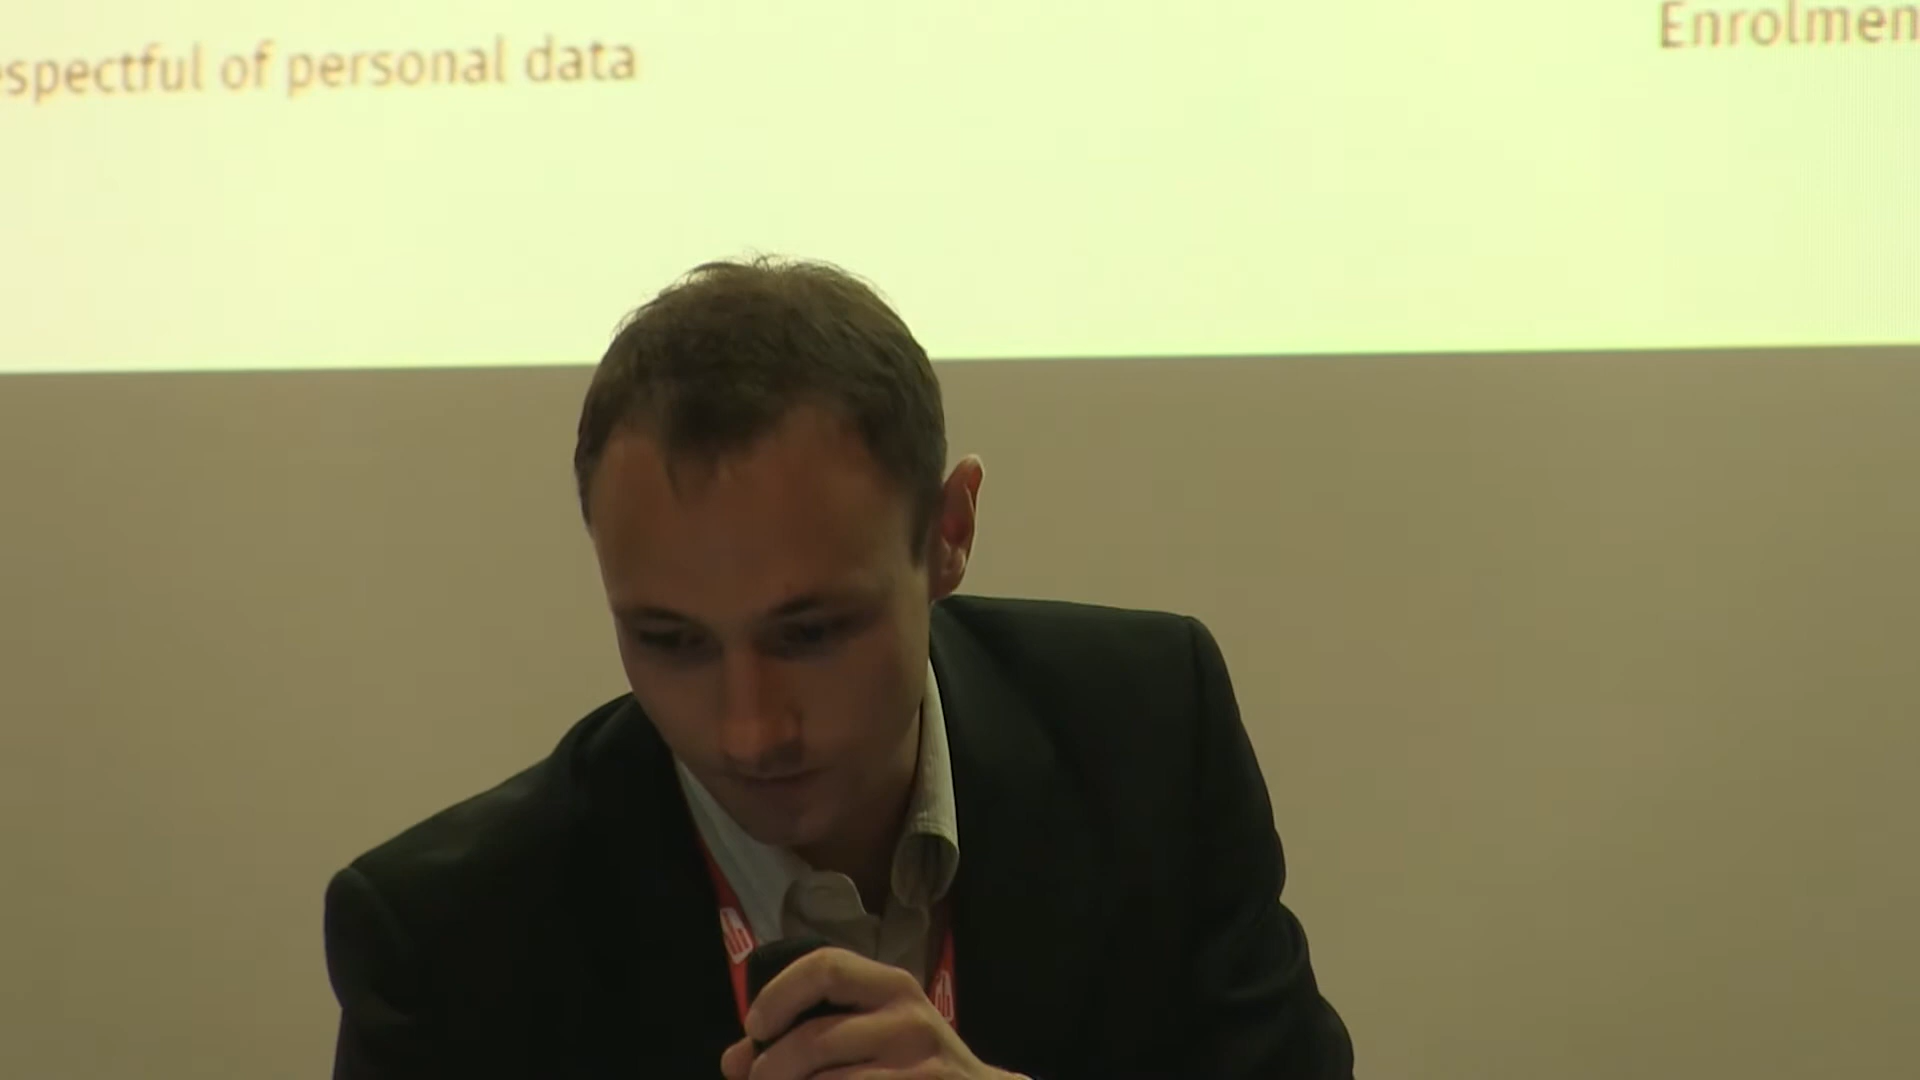 espectful of personal data
Enrolmen